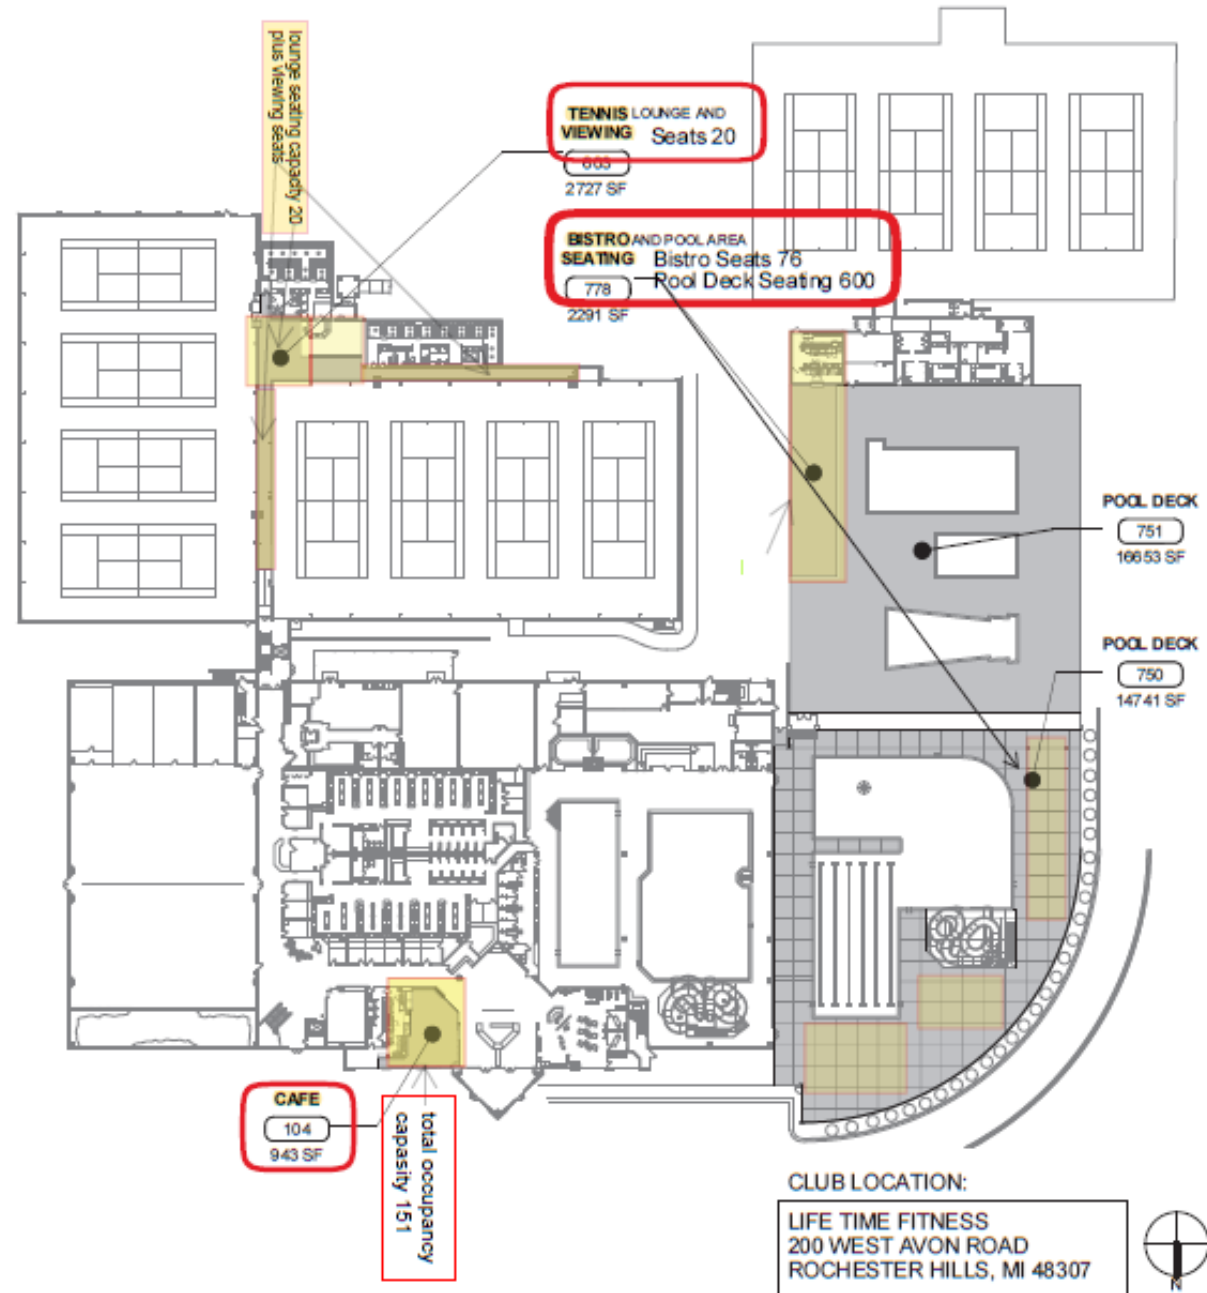 lounge seating capacity 20
plus viewing seats
TENNIS LOUNGE AND
VIEWING Seats 20
603
2727 SF
BISTRO AND POOL AREA
SEATING Bistro Seats 76
778 Pool Deck Seating 600
2291 SF
POOL DECK
751
16653 SF
POOL DECK
750
14741 SF
CAFE
104
943 SF
total occupancy
capasity 151
CLUB LOCATION:
LIFE TIME FITNESS
200 WEST AVON ROAD
ROCHESTER HILLS, MI 48307
N